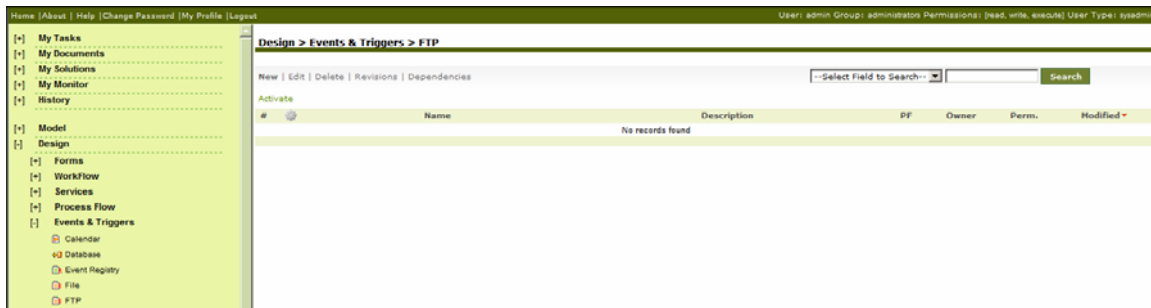 Home |About | Help |Change Password |My Profile |Logout
User: admin Group: administrators Permissions: [read, write, execute] User Type: sysadmi
[+] My Tasks
[+] My Documents
[+] My Solutions
[+] My Monitor
[+] History
[+] Model
[-] Design
[+] Forms
[+] WorkFlow
[+] Services
[+] Process Flow
[-] Events & Triggers
Calendar
Database
Event Registry
File
FTP
Design > Events & Triggers > FTP
New | Edit | Delete | Revisions | Dependencies
--Select Field to Search-- Search
Activate
# Name Description PF Owner Perm. Modified
No records found